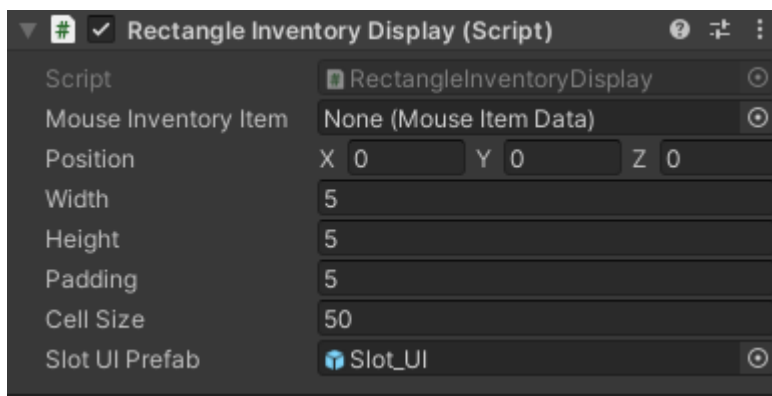 # Rectangle Inventory Display (Script)
Script # RectangleInventoryDisplay
Mouse Inventory Item None (Mouse Item Data)
Position X 0 Y 0 Z 0
Width 5
Height 5
Padding 5
Cell Size 50
Slot UI Prefab Slot_UI